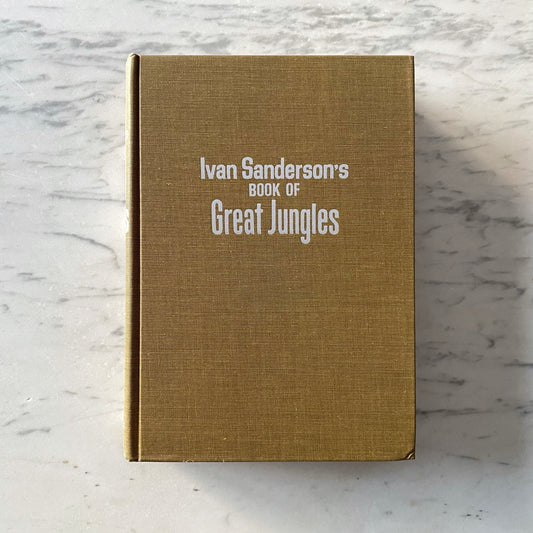 Ivan Sanderson's
BOOK OF
Great Jungles